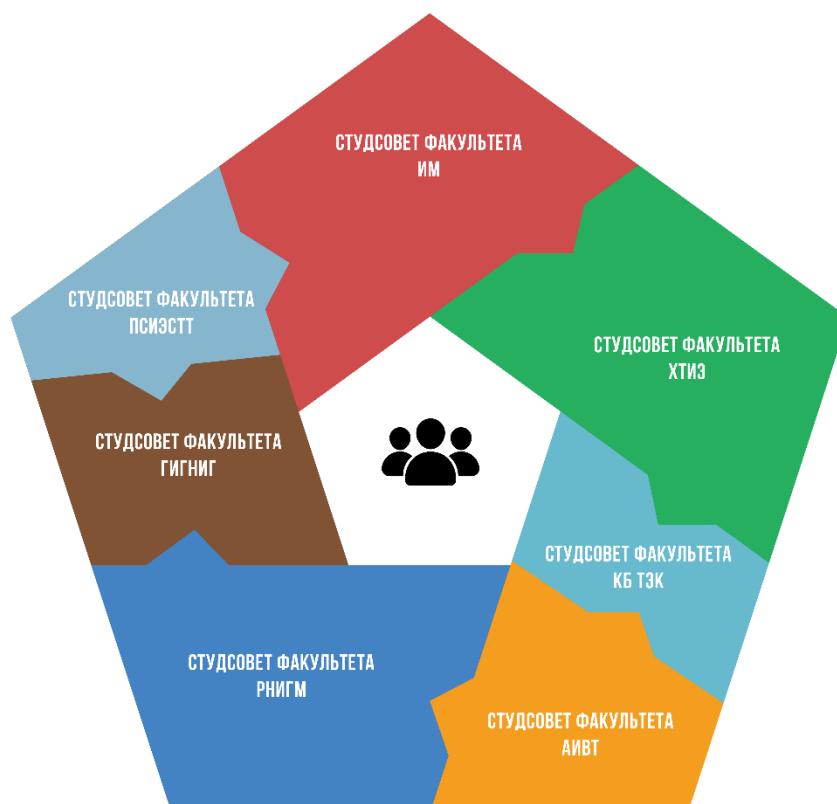 СТУДСОВЕТ ФАКУЛЬТЕТА
ИМ
СТУДСОВЕТ ФАКУЛЬТЕТА
ПСИЭСТТ
СТУДСОВЕТ ФАКУЛЬТЕТА
ХТИЭ
СТУДСОВЕТ ФАКУЛЬТЕТА
ГИГНИГ
СТУДСОВЕТ ФАКУЛЬТЕТА
КБ ТЭК
СТУДСОВЕТ ФАКУЛЬТЕТА
РНИГМ
СТУДСОВЕТ ФАКУЛЬТЕТА
АИВТ